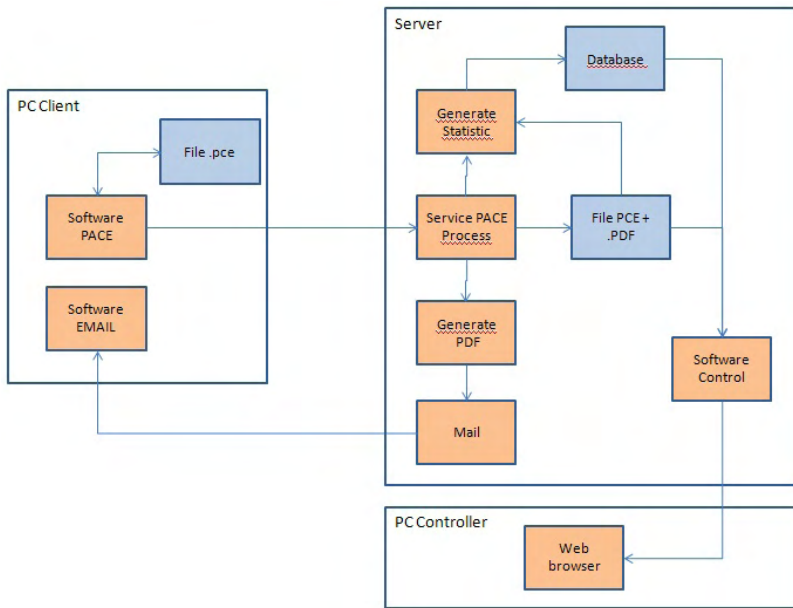 Server
Database
PC Client
Generate
Statistic
File .pce
Software
PACE
Service PACE
Process
File PCE +
.PDF
Software
EMAIL
Generate
PDF
Software
Control
Mail
PC Controller
Web
browser